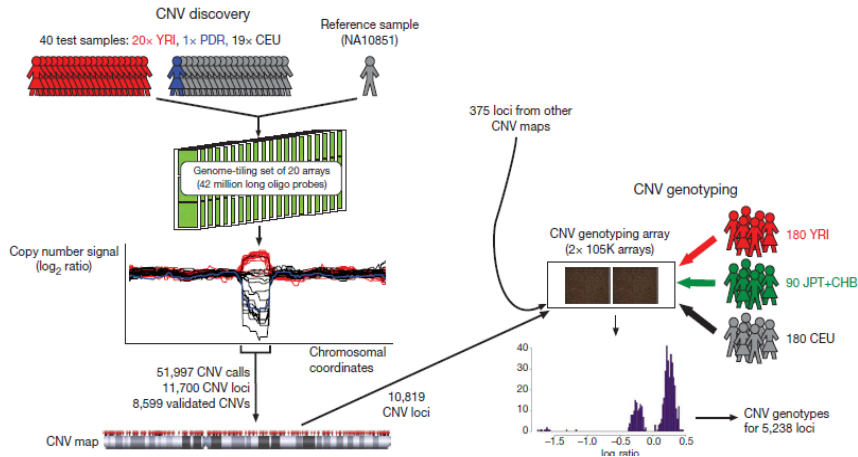 CNV discovery
40 test samples: 20× YRI, 1× PDR, 19× CEU
Reference sample
(NA10851)
Genome-tiling set of 20 arrays
(42 million long oligo probes)
Copy number signal
(log2 ratio)
Chromosomal
coordinates
51,997 CNV calls
11,700 CNV loci
8,599 validated CNVs
CNV map
10,819
CNV loci
375 loci from other
CNV maps
CNV genotyping
CNV genotyping array
(2× 105K arrays)
180 YRI
90 JPT+CHB
180 CEU
40
30
20
10
0
−1.5 −1.0 −0.5 0.0 0.5
log ratio
CNV genotypes
for 5,238 loci